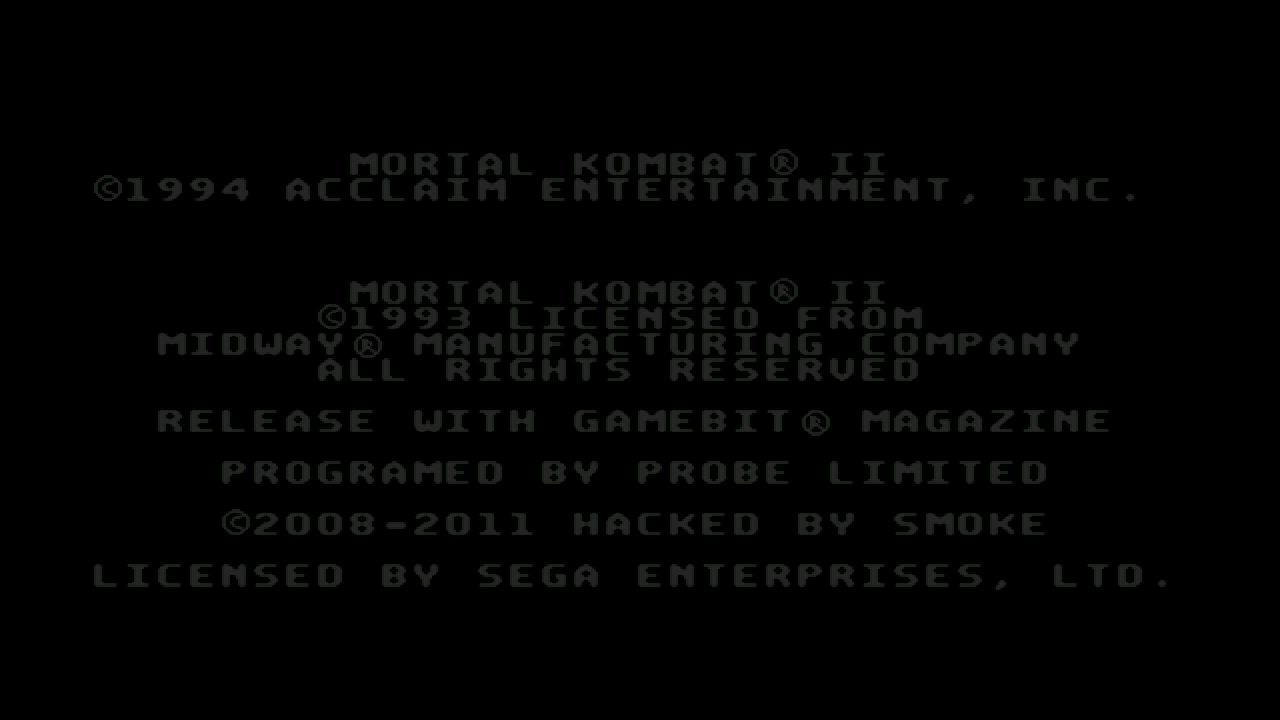 MORTAL KOMBAT® II
©1994 ACCLAIM ENTERTAINMENT, INC.
MORTAL KOMBAT® II
©1993 LICENSED FROM
MIDWAY® MANUFACTURING COMPANY
ALL RIGHTS RESERVED
RELEASE WITH GAMEBIT® MAGAZINE
PROGRAMED BY PROBE LIMITED
©2008-2011 HACKED BY SMOKE
LICENSED BY SEGA ENTERPRISES, LTD.